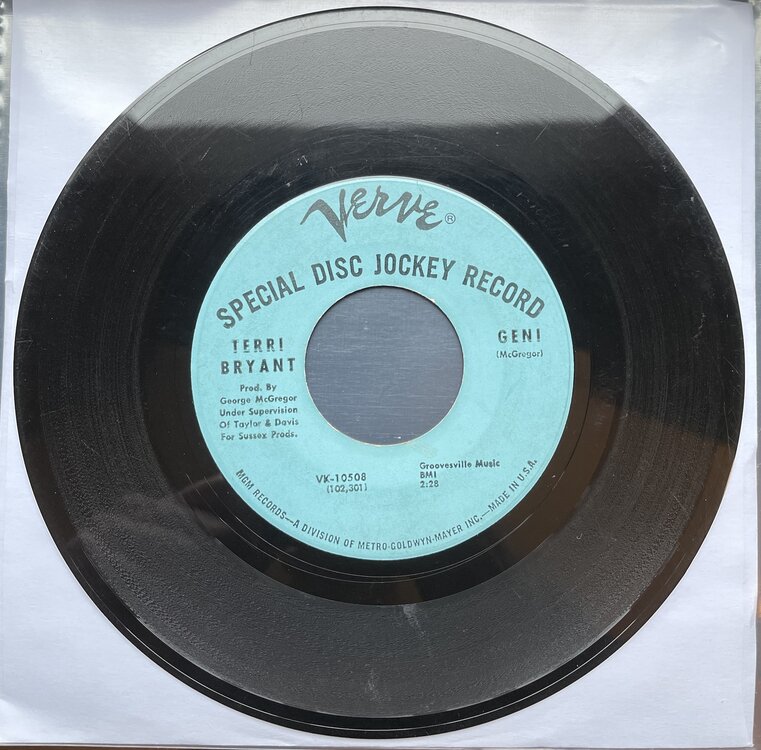 VERVE®
SPECIAL DISC JOCKEY RECORD
TERRI
BRYANT
Prod. By
George McGregor
Under Supervision
Of Taylor & Davis
For Sussex Prods.
GENI
(McGregor)
VK-10508
(102,301)
Groovesville Music
BMI
2:28
MGM RECORDS—A DIVISION OF METRO-GOLDWYN-MAYER INC.—MADE IN U.S.A.